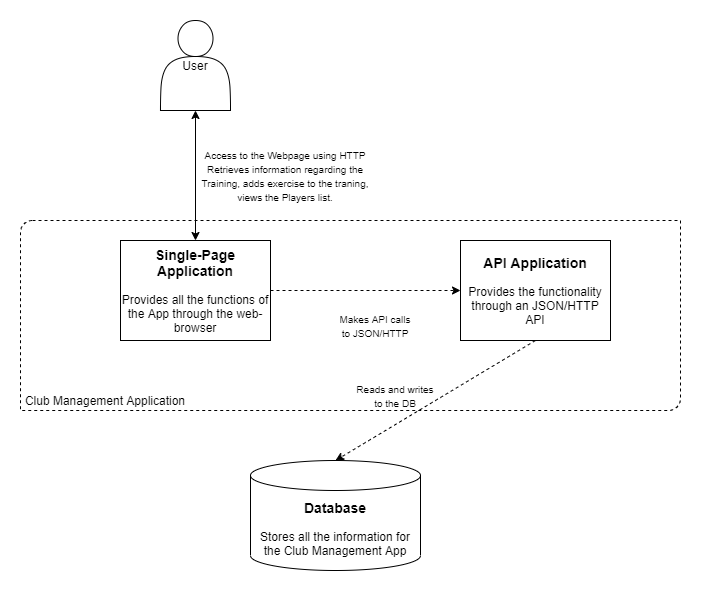 User
Access to the Webpage using HTTP
Retrieves information regarding the
Training, adds exercise to the traning,
views the Players list.
Single-Page
Application
Provides all the functions of
the App through the web-
browser
Makes API calls
to JSON/HTTP
API Application
Provides the functionality
through an JSON/HTTP
API
Reads and writes
to the DB
Club Management Application
Database
Stores all the information for
the Club Management App